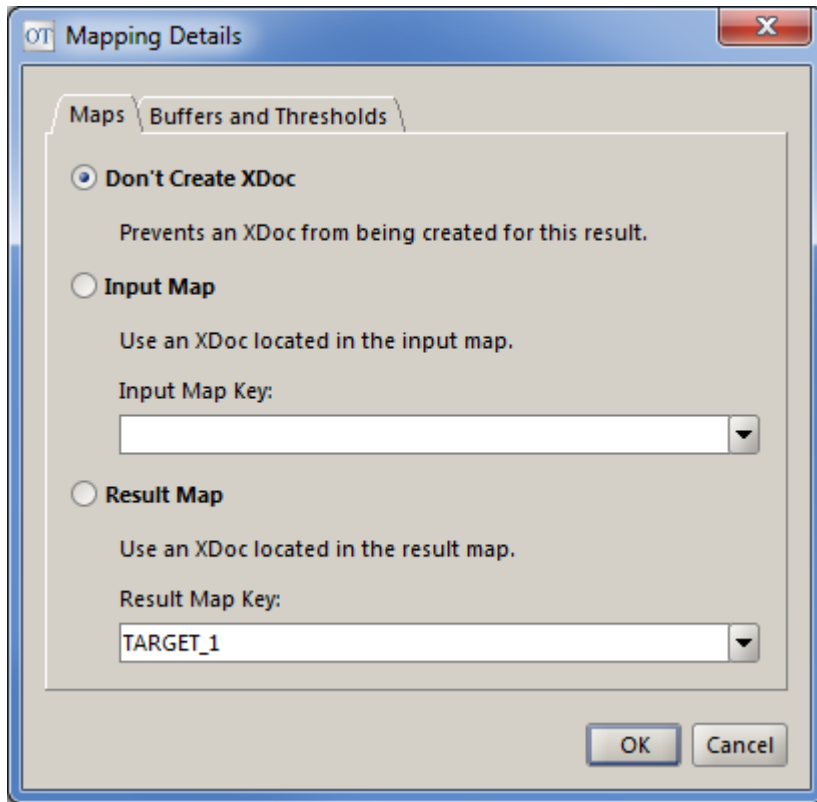 OT Mapping Details
Maps Buffers and Thresholds
Don't Create XDoc
Prevents an XDoc from being created for this result.
Input Map
Use an XDoc located in the input map.
Input Map Key:
Result Map
Use an XDoc located in the result map.
Result Map Key:
TARGET_1
OK Cancel